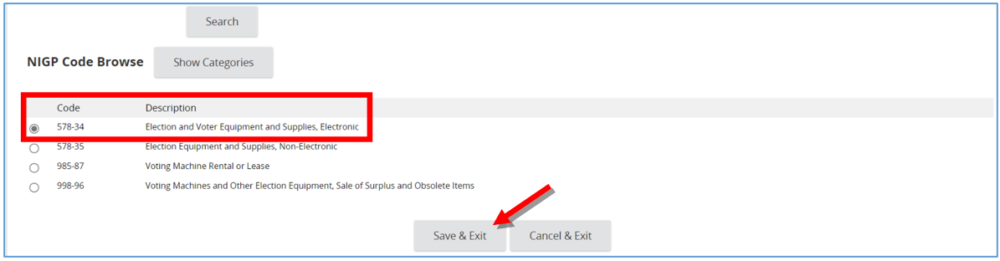 Search
NIGP Code Browse Show Categories
Code Description
578-34 Election and Voter Equipment and Supplies, Electronic
578-35 Election Equipment and Supplies, Non-Electronic
985-87 Voting Machine Rental or Lease
998-96 Voting Machines and Other Election Equipment, Sale of Surplus and Obsolete Items
Save & Exit Cancel & Exit